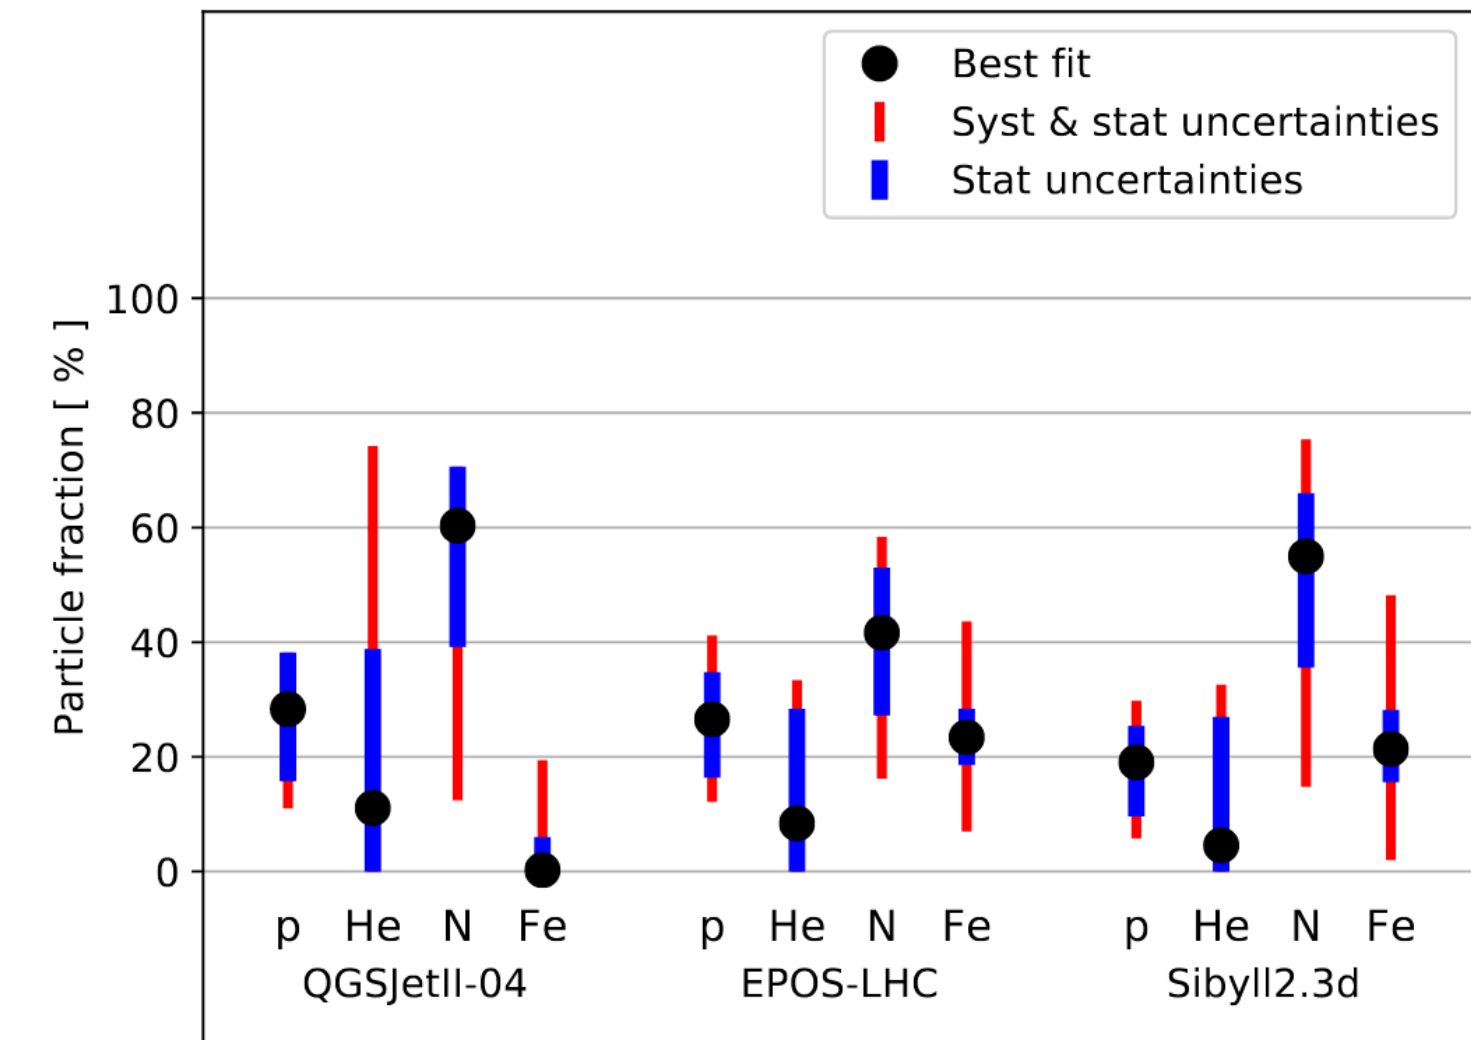 Best fit
Syst & stat uncertainties
Stat uncertainties
Particle fraction [ % ]
100
80
60
40
20
0
p He N Fe p He N Fe p He N Fe
QGSJetII-04 EPOS-LHC Sibyll2.3d